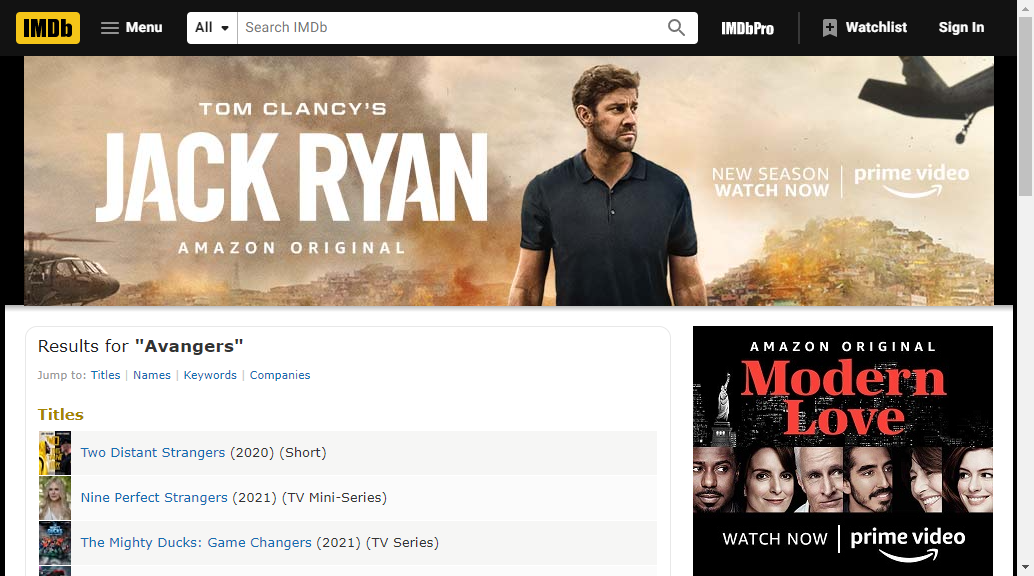 IMDb Menu All Search IMDb IMDbPro Watchlist Sign In
TOM CLANCY'S
JACK RYAN
AMAZON ORIGINAL
NEW SEASON
WATCH NOW
prime video
Results for "Avangers"
Jump to: Titles | Names | Keywords | Companies
Titles
Two Distant Strangers (2020) (Short)
Nine Perfect Strangers (2021) (TV Mini-Series)
The Mighty Ducks: Game Changers (2021) (TV Series)
AMAZON ORIGINAL
Modern
Love
WATCH NOW prime video